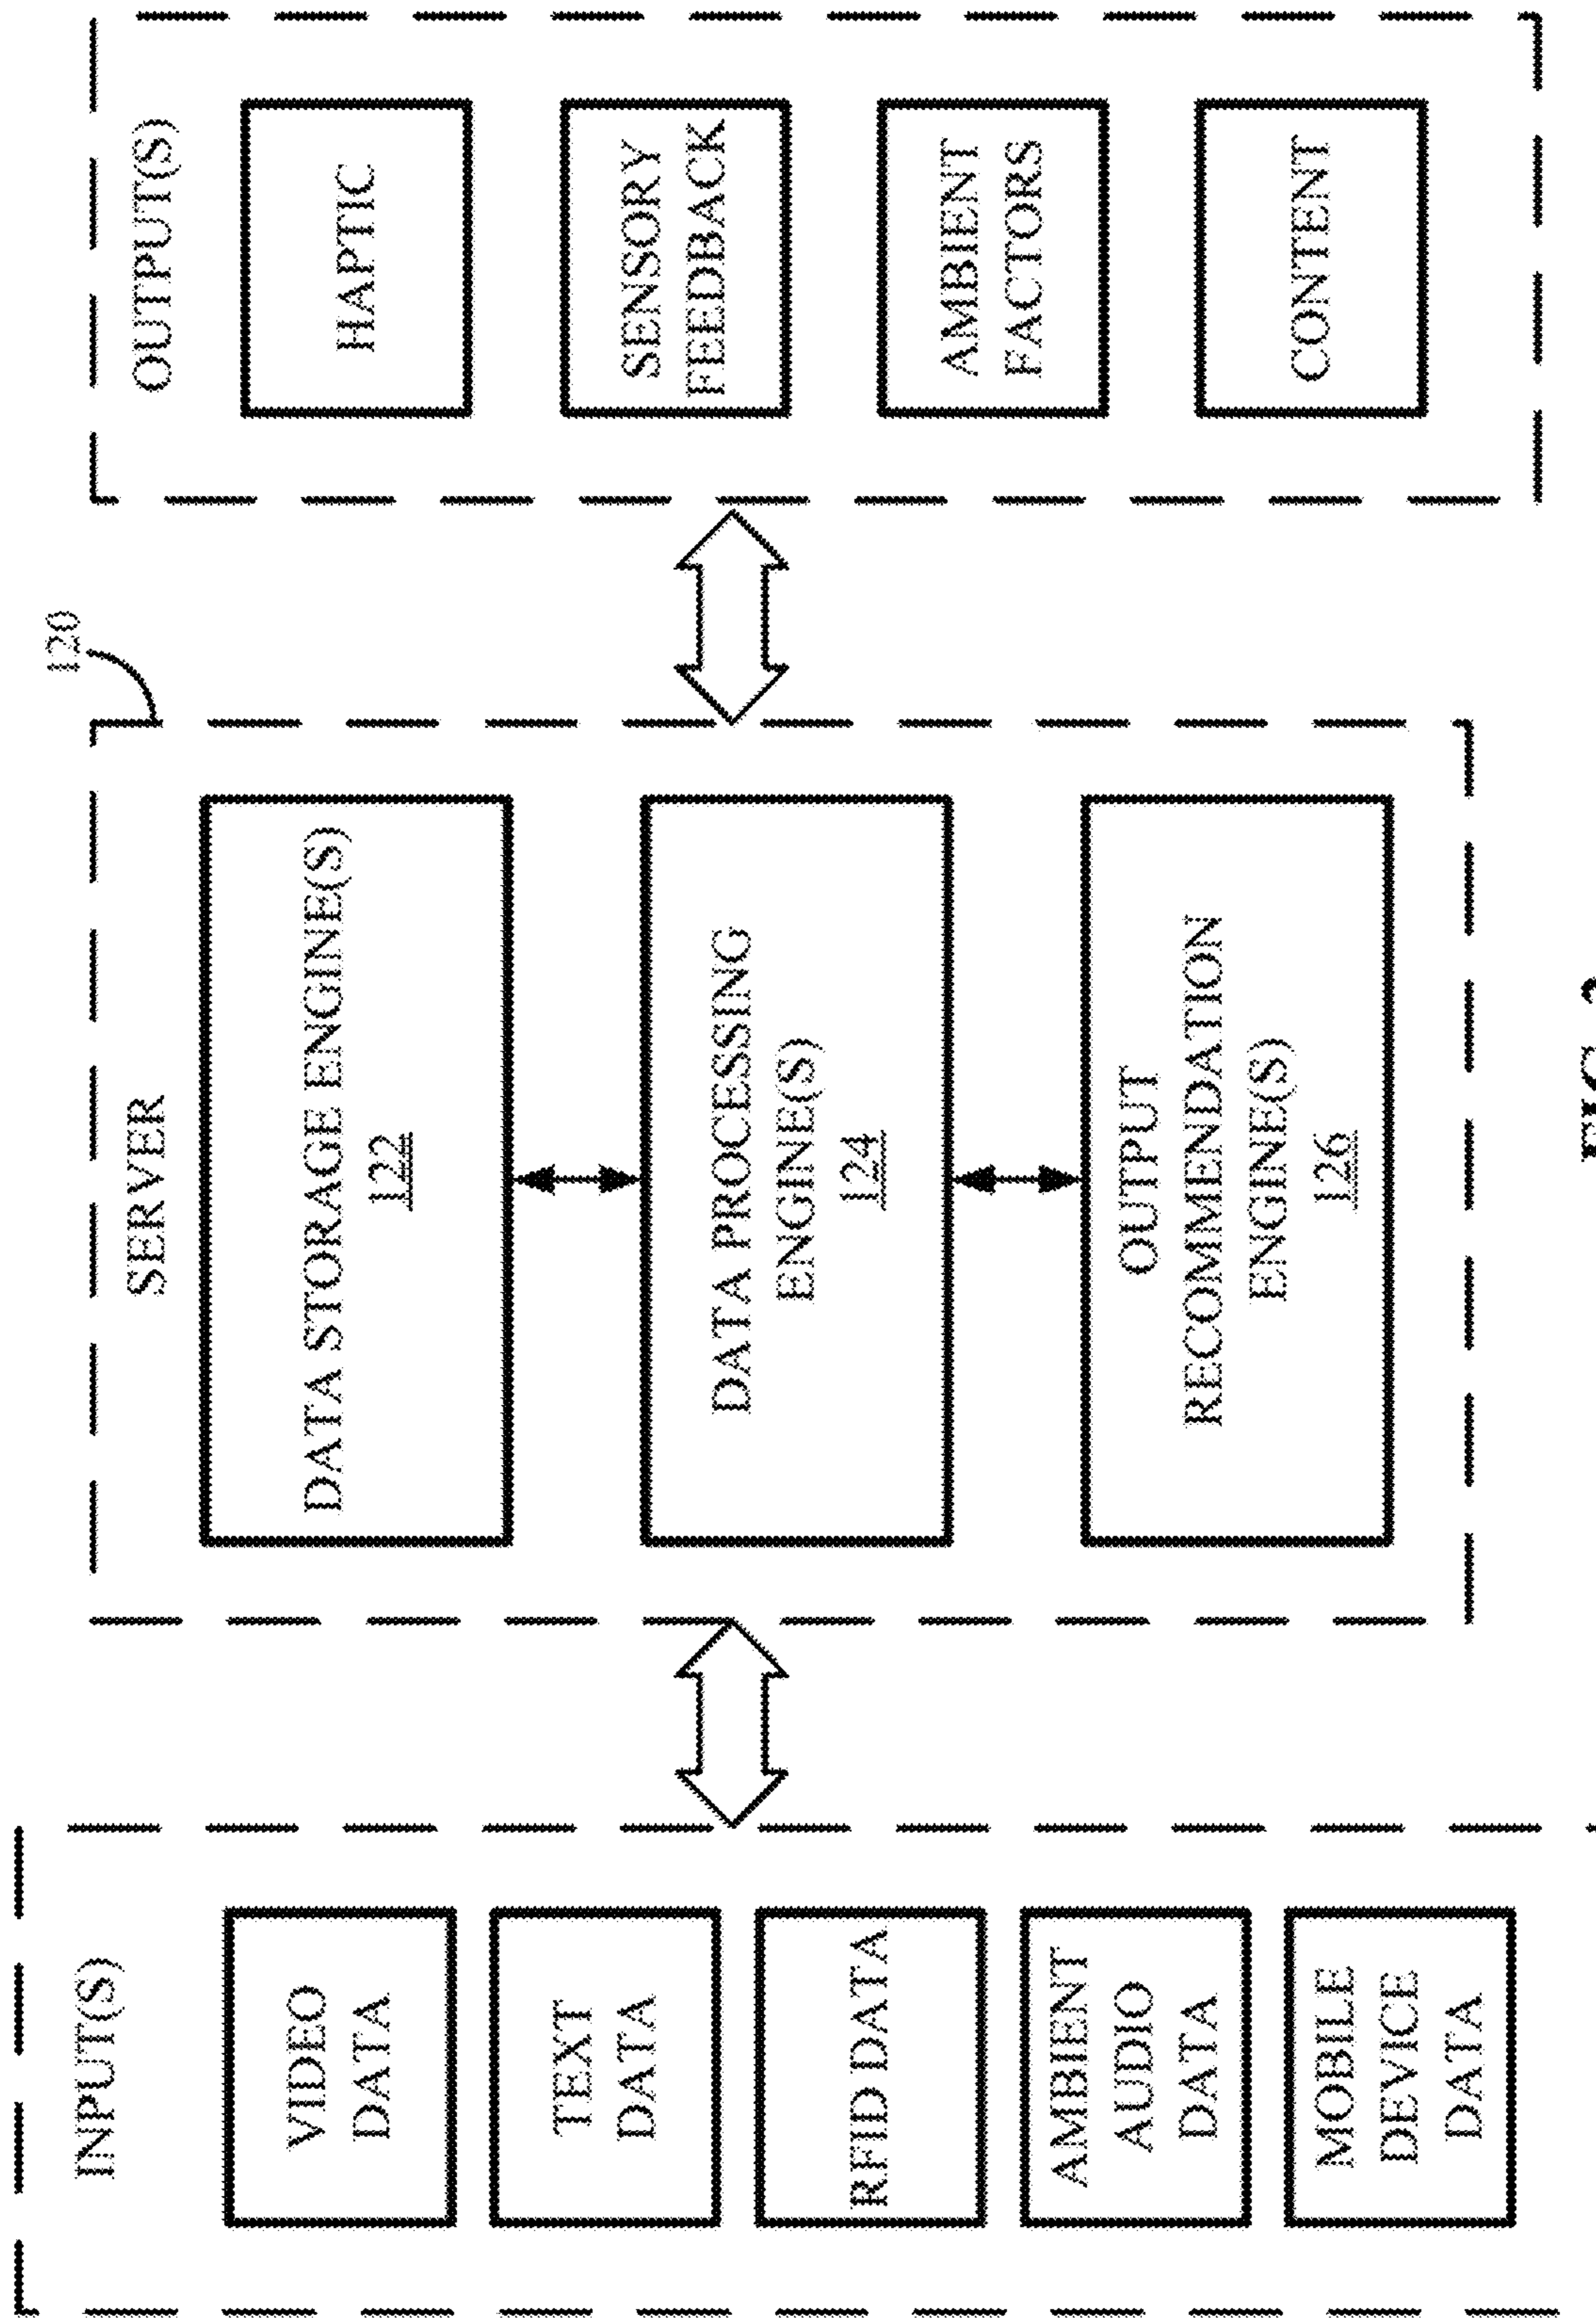 INPUT(S)
VIDEO
DATA
TEXT
DATA
RFID DATA
AMBIENT
AUDIO
DATA
MOBILE
DEVICE
DATA
120
SERVER
DATA STORAGE ENGINE(S)
122
DATA PROCESSING
ENGINE(S)
124
OUTPUT
RECOMMENDATION
ENGINE(S)
126
OUTPUT(S)
HAPTIC
SENSORY
FEEDBACK
AMBIENT
FACTORS
CONTENT